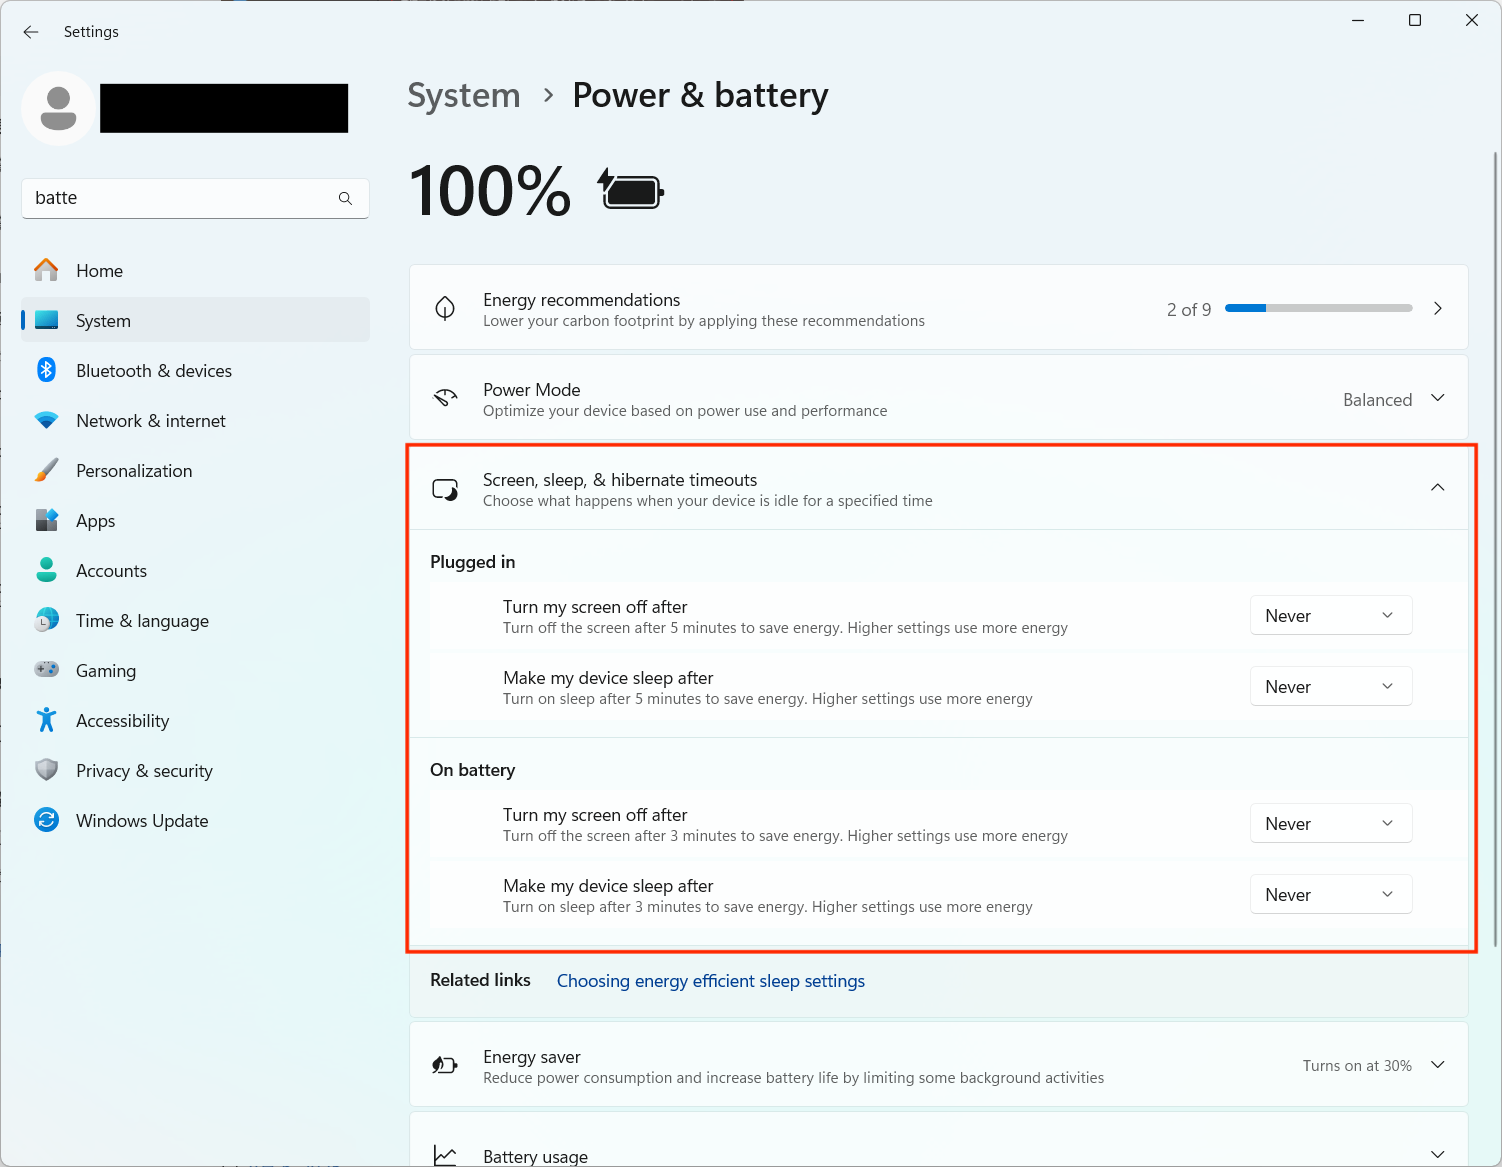 Settings
batte
Home
System
Bluetooth & devices
Network & internet
Personalization
Apps
Accounts
Time & language
Gaming
Accessibility
Privacy & security
Windows Update
System > Power & battery
100%
Energy recommendations
Lower your carbon footprint by applying these recommendations
2 of 9
Power Mode
Optimize your device based on power use and performance
Balanced
Screen, sleep, & hibernate timeouts
Choose what happens when your device is idle for a specified time
Plugged in
Turn my screen off after
Turn off the screen after 5 minutes to save energy. Higher settings use more energy
Never
Make my device sleep after
Turn on sleep after 5 minutes to save energy. Higher settings use more energy
Never
On battery
Turn my screen off after
Turn off the screen after 3 minutes to save energy. Higher settings use more energy
Never
Make my device sleep after
Turn on sleep after 3 minutes to save energy. Higher settings use more energy
Never
Related links Choosing energy efficient sleep settings
Energy saver
Reduce power consumption and increase battery life by limiting some background activities
Turns on at 30%
Battery usage